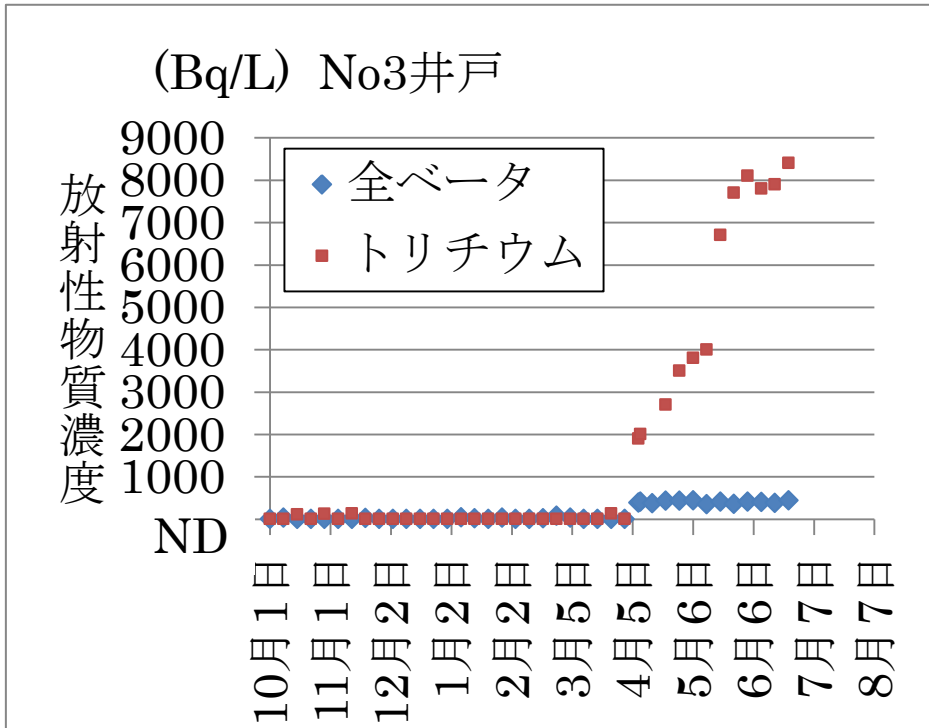 (Bq/L) No3井戸
放射性物質濃度
9000
8000
7000
6000
5000
4000
3000
2000
1000
ND
全ベータ
トリチウム
10月1日
11月1日
12月2日
1月2日
2月2日
3月5日
4月5日
5月6日
6月6日
7月7日
8月7日